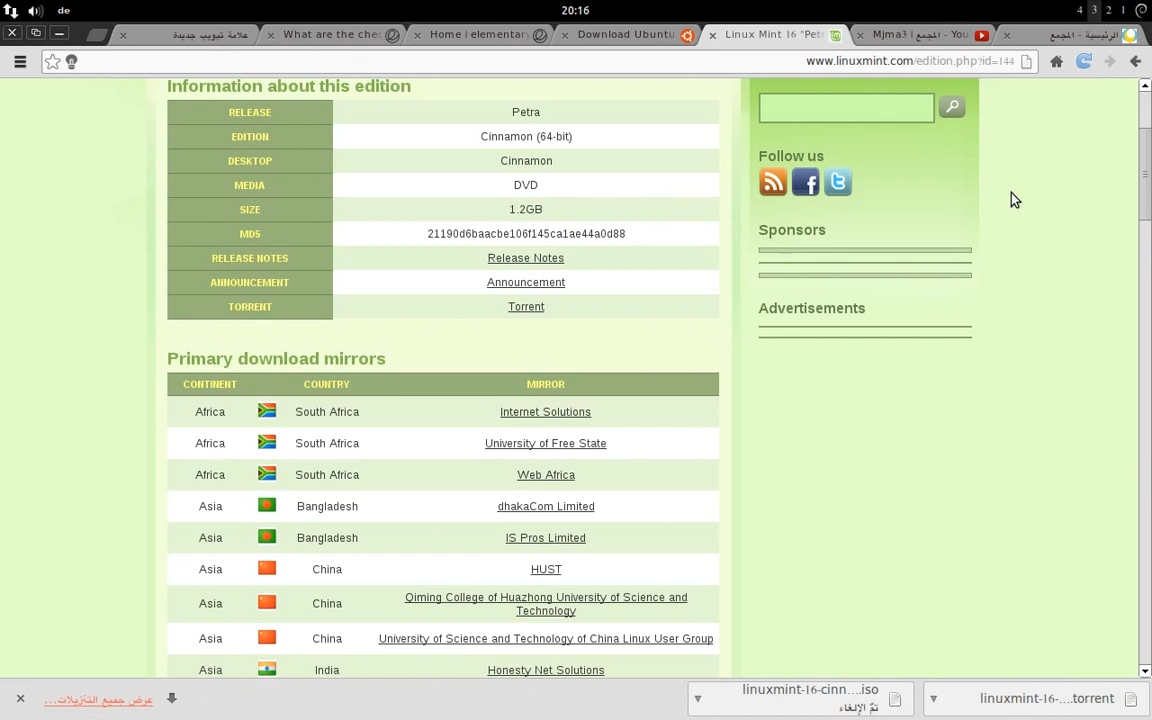 de
20:16
4 3 2 1
علامة تبويب جديدة
What are the che
Home | elementary
Download Ubuntu
Linux Mint 16 "Petr
Mjma3 | المجمع - You
الرئيسية - المجمع
www.linuxmint.com/edition.php?id=144
Information about this edition
RELEASE Petra
EDITION Cinnamon (64-bit)
DESKTOP Cinnamon
MEDIA DVD
SIZE 1.2GB
MD5 21190d6baacbe106f145ca1ae44a0d88
RELEASE NOTES Release Notes
ANNOUNCEMENT Announcement
TORRENT Torrent
Follow us
Sponsors
Advertisements
Primary download mirrors
CONTINENT COUNTRY MIRROR
Africa South Africa Internet Solutions
Africa South Africa University of Free State
Africa South Africa Web Africa
Asia Bangladesh dhakaCom Limited
Asia Bangladesh IS Pros Limited
Asia China HUST
Asia China Qiming College of Huazhong University of Science and
Technology
Asia China University of Science and Technology of China Linux User Group
Asia India Honesty Net Solutions
عرض جميع التنزيلات...
linuxmint-16-cinn....iso
تمّ الإلغاء
linuxmint-16-....torrent